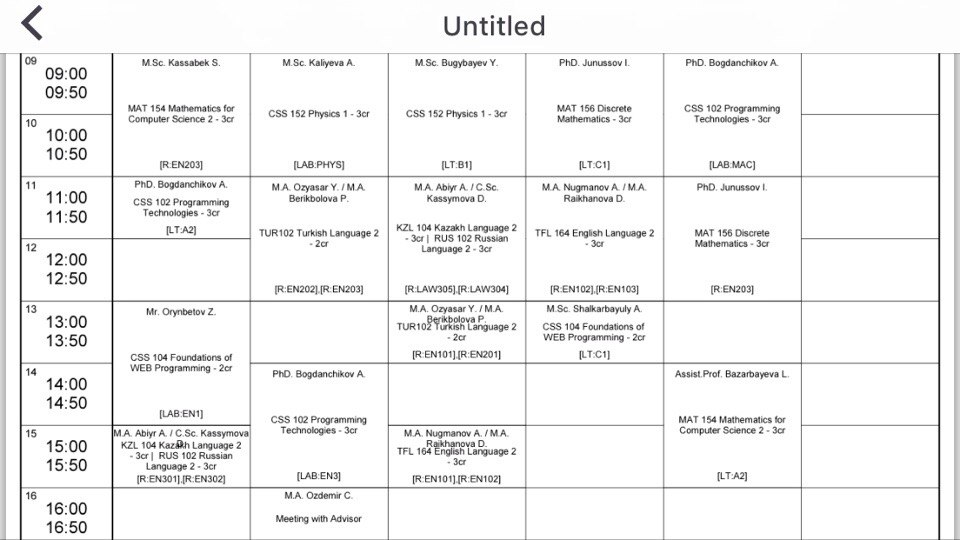 Untitled
09
09:00
09:50
M.Sc. Kassabek S.
MAT 154 Mathematics for
Computer Science 2 - 3cr
[R:EN203]
M.Sc. Kaliyeva A.
CSS 152 Physics 1 - 3cr
[LAB:PHYS]
M.Sc. Bugybayev Y.
CSS 152 Physics 1 - 3cr
[LT:B1]
PhD. Junussov I.
MAT 156 Discrete
Mathematics - 3cr
[LT:C1]
PhD. Bogdanchikov A.
CSS 102 Programming
Technologies - 3cr
[LAB:MAC]
10
10:00
10:50
11
11:00
11:50
PhD. Bogdanchikov A.
CSS 102 Programming
Technologies - 3cr
[LT:A2]
M.A. Ozyasar Y. / M.A.
Berikbolova P.
TUR102 Turkish Language 2
- 2cr
[R:EN202],[R:EN203]
M.A. Abiyr A. / C.Sc.
Kassymova D.
KZL 104 Kazakh Language 2
- 3cr | RUS 102 Russian
Language 2 - 3cr
[R:LAW305],[R:LAW304]
M.A. Nugmanov A. / M.A.
Raikhanova D.
TFL 164 English Language 2
- 3cr
[R:EN102],[R:EN103]
PhD. Junussov I.
MAT 156 Discrete
Mathematics - 3cr
[R:EN203]
12
12:00
12:50
13
13:00
13:50
Mr. Orynbetov Z.
CSS 104 Foundations of
WEB Programming - 2cr
[LAB:EN1]
M.A. Ozyasar Y. / M.A.
Berikbolova P.
TUR102 Turkish Language 2
- 2cr
[R:EN101],[R:EN201]
M.Sc. Shalkarbayuly A.
CSS 104 Foundations of
WEB Programming - 2cr
[LT:C1]
14
14:00
14:50
PhD. Bogdanchikov A.
CSS 102 Programming
Technologies - 3cr
[LAB:EN3]
Assist.Prof. Bazarbayeva L.
MAT 154 Mathematics for
Computer Science 2 - 3cr
[LT:A2]
15
15:00
15:50
M.A. Abiyr A. / C.Sc. Kassymova
D.
KZL 104 Kazakh Language 2
- 3cr | RUS 102 Russian
Language 2 - 3cr
[R:EN301],[R:EN302]
M.A. Nugmanov A. / M.A.
Raikhanova D.
TFL 164 English Language 2
- 3cr
[R:EN101],[R:EN102]
16
16:00
16:50
M.A. Ozdemir C.
Meeting with Advisor